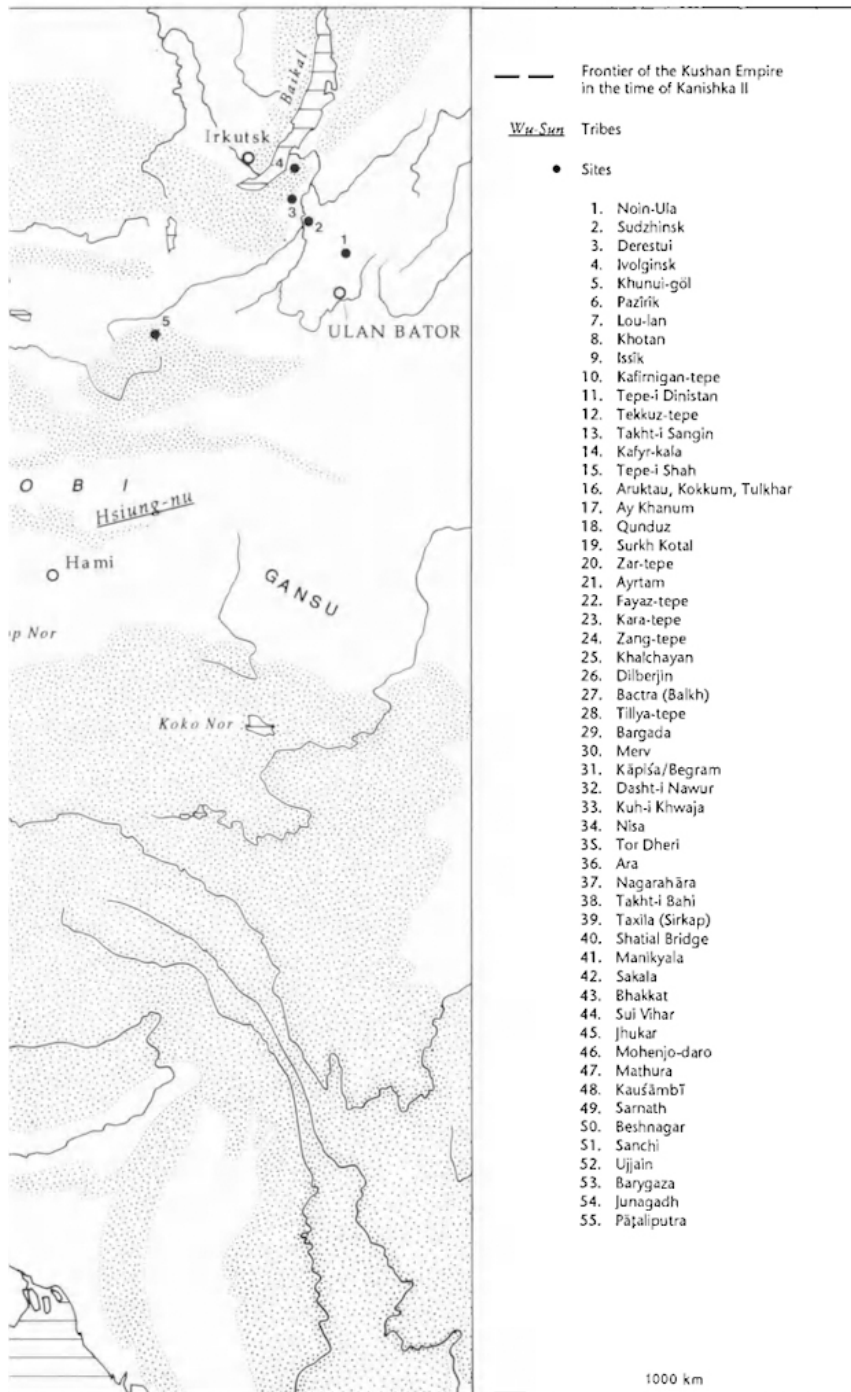 Baikal
Irkutsk
4
3
2
1
ULAN BATOR
5
O B I
Hsiung-nu
Hami
GANSU
op Nor
Koko Nor
Frontier of the Kushan Empire
in the time of Kanishka II
Wu-Sun Tribes
Sites
1. Noin-Ula
2. Sudzhinsk
3. Derestui
4. Ivolginsk
5. Khunui-göl
6. Pazîrîk
7. Lou-lan
8. Khotan
9. Issîk
10. Kafirnigan-tepe
11. Tepe-i Dinistan
12. Tekkuz-tepe
13. Takht-i Sangin
14. Kafyr-kala
15. Tepe-i Shah
16. Aruktau, Kokkum, Tulkhar
17. Ay Khanum
18. Qunduz
19. Surkh Kotal
20. Zar-tepe
21. Ayrtam
22. Fayaz-tepe
23. Kara-tepe
24. Zang-tepe
25. Khalchayan
26. Dilberjin
27. Bactra (Balkh)
28. Tillya-tepe
29. Bargada
30. Merv
31. Kāpiśa/Begram
32. Dasht-i Nawur
33. Kuh-i Khwaja
34. Nisa
35. Tor Dheri
36. Ara
37. Nagarahāra
38. Takht-i Bahi
39. Taxila (Sirkap)
40. Shatial Bridge
41. Manikyala
42. Sakala
43. Bhakkat
44. Sui Vihar
45. Jhukar
46. Mohenjo-daro
47. Mathura
48. Kauśāmbī
49. Sarnath
50. Beshnagar
51. Sanchi
52. Ujjain
53. Barygaza
54. Junagadh
55. Pāṭaliputra
1000 km